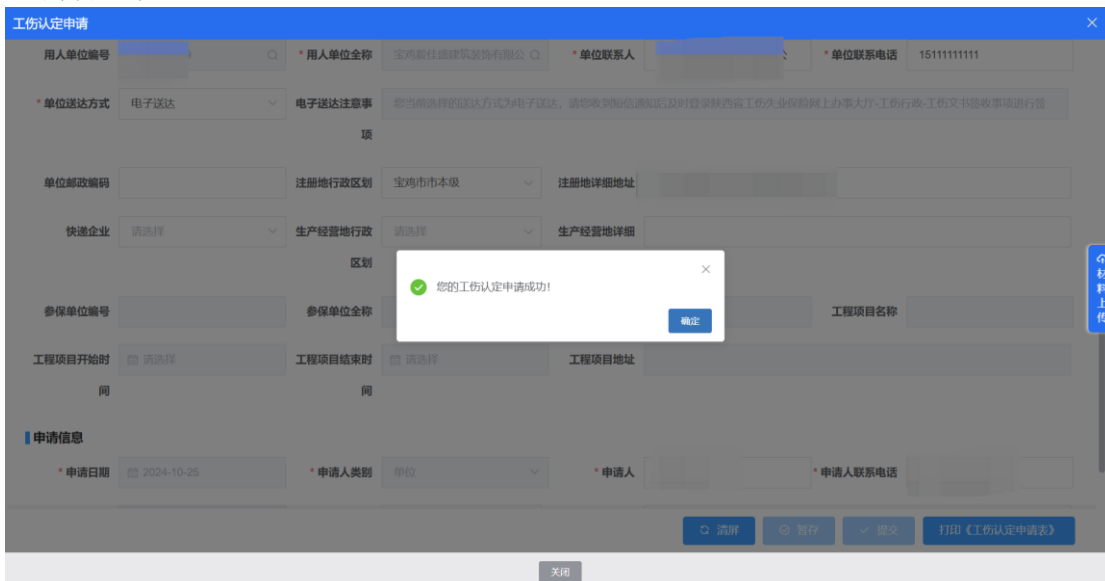 工伤认定申请
用人单位编号 * 用人单位全称 宝鸡毅佳盛建筑装饰有限公 * 单位联系人 * 单位联系电话 15111111111
* 单位送达方式 电子送达 电子送达注意事项 您当前选择的送达方式为电子送达，请您收到短信通知后及时登录陕西省工伤失业保险网上办事大厅-工伤行政-工伤文书签收事项进行签
单位邮政编码 注册地行政区划 宝鸡市市本级 注册地详细地址
快递企业 请选择 生产经营地行政区划 请选择 生产经营地详细
您的工伤认定申请成功!
确定
参保单位编号 参保单位全称 工程项目名称
工程项目开始时间 请选择 工程项目结束时间 请选择 工程项目地址
材料上传
申请信息
* 申请日期 2024-10-25 * 申请人类别 单位 * 申请人 * 申请人联系电话
清屏 暂存 提交 打印《工伤认定申请表》
关闭